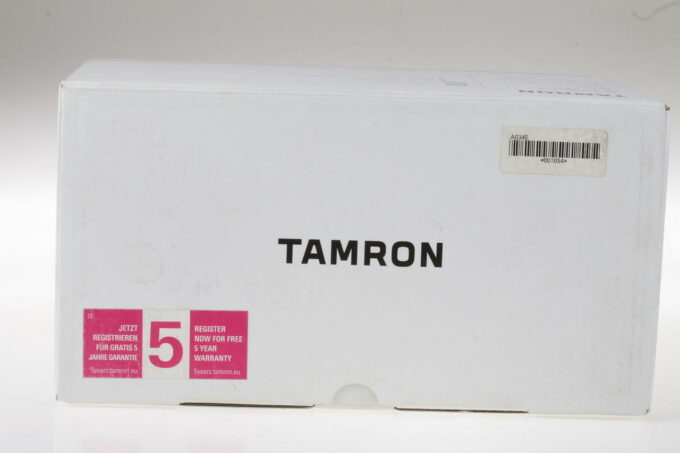 A034E
*001054*
TAMRON
JETZT
REGISTRIEREN
FÜR GRATIS 5
JAHRE GARANTIE
5years.tamron.eu
5
REGISTER
NOW FOR FREE
5 YEAR
WARRANTY
5years.tamron.eu